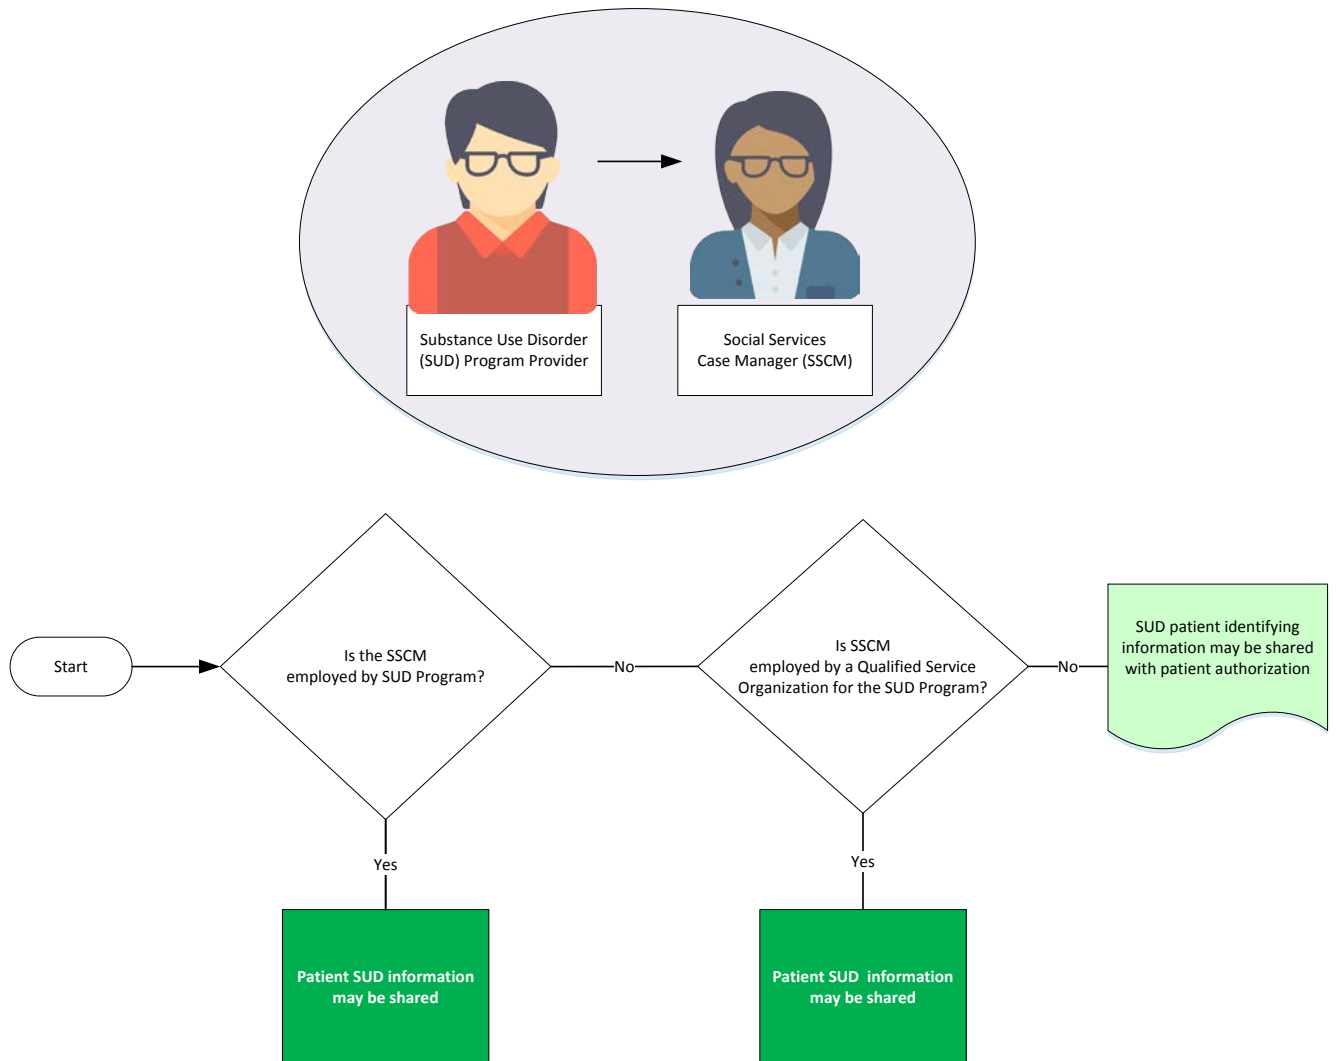 Substance Use Disorder
(SUD) Program Provider
Social Services
Case Manager (SSCM)
Start
Is the SSCM
employed by SUD Program?
No
Is SSCM
employed by a Qualified Service
Organization for the SUD Program?
No
SUD patient identifying
information may be shared
with patient authorization
Yes
Yes
Patient SUD information
may be shared
Patient SUD information
may be shared